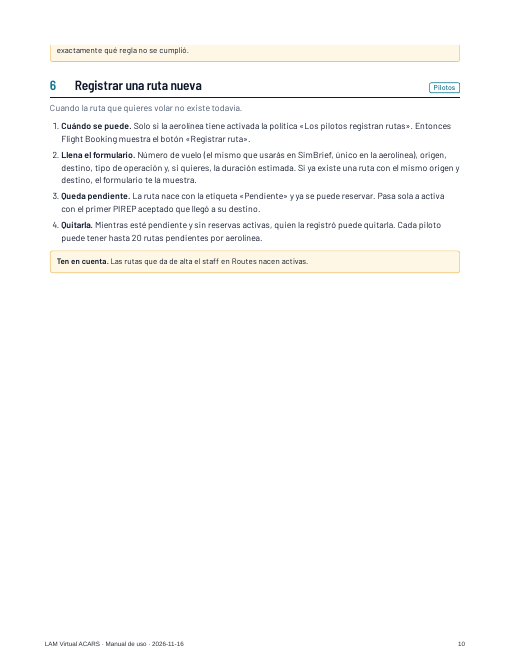 exactamente qué regla no se cumplió.
6 Registrar una ruta nueva Pilotos
Cuando la ruta que quieres volar no existe todavía.
1. Cuándo se puede. Solo si la aerolínea tiene activada la política «Los pilotos registran rutas». Entonces
Flight Booking muestra el botón «Registrar ruta».
2. Llena el formulario. Número de vuelo (el mismo que usarás en SimBrief, único en la aerolínea), origen,
destino, tipo de operación y, si quieres, la duración estimada. Si ya existe una ruta con el mismo origen y
destino, el formulario te la muestra.
3. Queda pendiente. La ruta nace con la etiqueta «Pendiente» y ya se puede reservar. Pasa sola a activa
con el primer PIREP aceptado que llegó a su destino.
4. Quitarla. Mientras esté pendiente y sin reservas activas, quien la registró puede quitarla. Cada piloto
puede tener hasta 20 rutas pendientes por aerolínea.
Ten en cuenta. Las rutas que da de alta el staff en Routes nacen activas.
LAM Virtual ACARS · Manual de uso · 2026-11-16 10